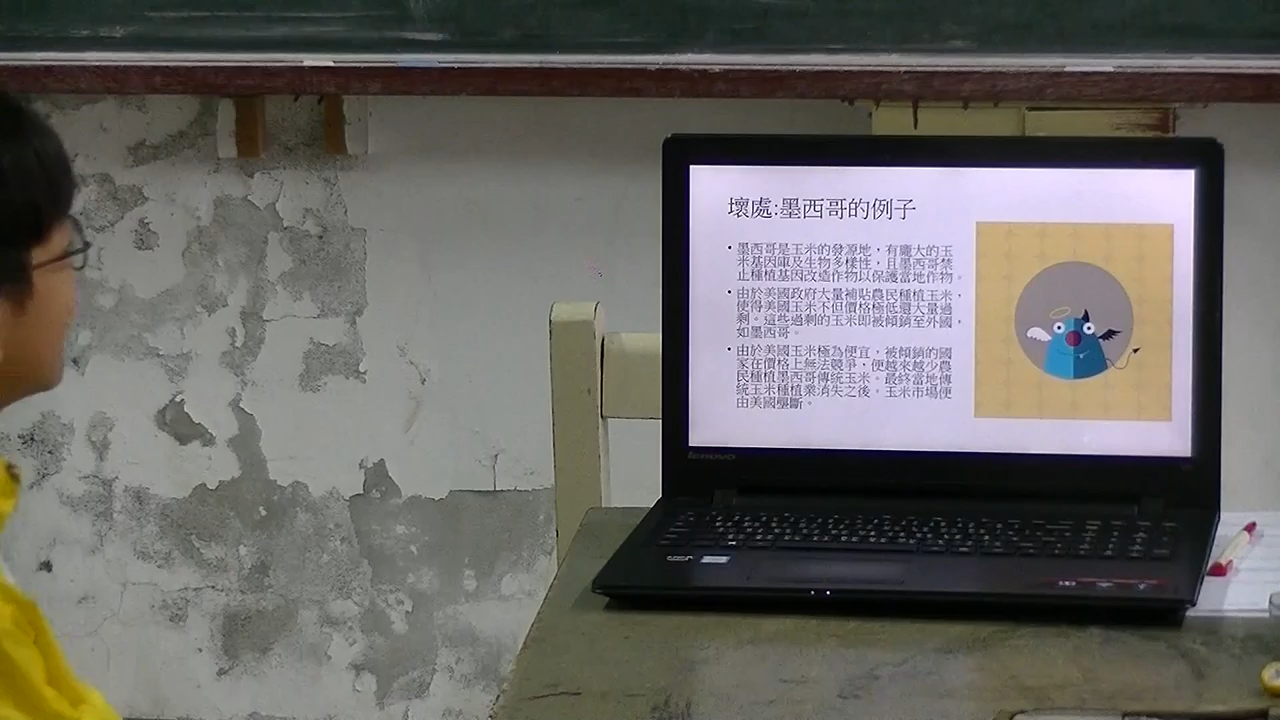 壞處:墨西哥的例子
• 墨西哥是玉米的發源地，有龐大的玉
米基因庫及生物多樣性，且墨西哥禁
止種植基因改造作物以保護當地作物。
• 由於美國政府大量補貼農民種植玉米，
使得美國玉米不但價格極低還大量過
剩。這些過剩的玉米即被傾銷至外國，
如墨西哥。
• 由於美國玉米極為便宜，被傾銷的國
家在價格上無法競爭，便越來越少農
民種植墨西哥傳統玉米。最終當地傳
統玉米種植業消失之後。玉米市場便
由美國壟斷。
lenovo